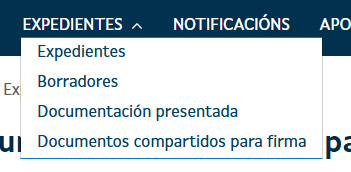 EXPEDIENTES NOTIFICACIÓNS
Expedientes
Borradores
Documentación presentada
Documentos compartidos para firma